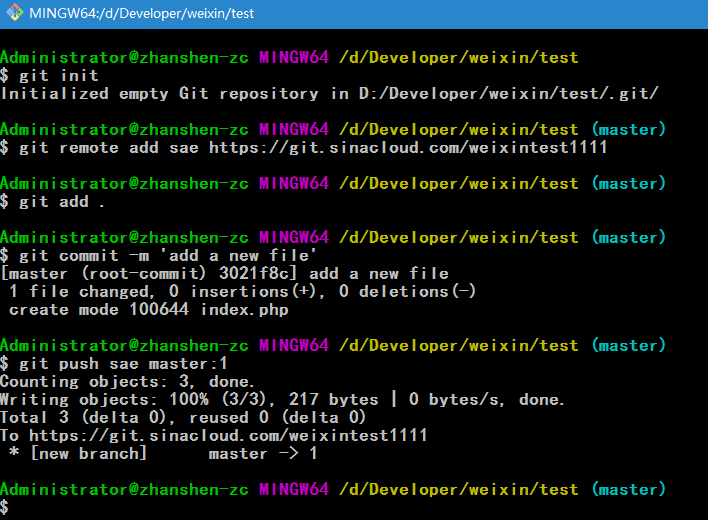 MINGW64:/d/Developer/weixin/test
Administrator@zhanshen-zc MINGW64 /d/Developer/weixin/test
$ git init
Initialized empty Git repository in D:/Developer/weixin/test/.git/
Administrator@zhanshen-zc MINGW64 /d/Developer/weixin/test (master)
$ git remote add sae https://git.sinacloud.com/weixintest1111
Administrator@zhanshen-zc MINGW64 /d/Developer/weixin/test (master)
$ git add .
Administrator@zhanshen-zc MINGW64 /d/Developer/weixin/test (master)
$ git commit -m 'add a new file'
[master (root-commit) 3021f8c] add a new file
1 file changed, 0 insertions(+), 0 deletions(-)
create mode 100644 index.php
Administrator@zhanshen-zc MINGW64 /d/Developer/weixin/test (master)
$ git push sae master:1
Counting objects: 3, done.
Writing objects: 100% (3/3), 217 bytes | 0 bytes/s, done.
Total 3 (delta 0), reused 0 (delta 0)
To https://git.sinacloud.com/weixintest1111
* [new branch]      master -> 1
Administrator@zhanshen-zc MINGW64 /d/Developer/weixin/test (master)
$